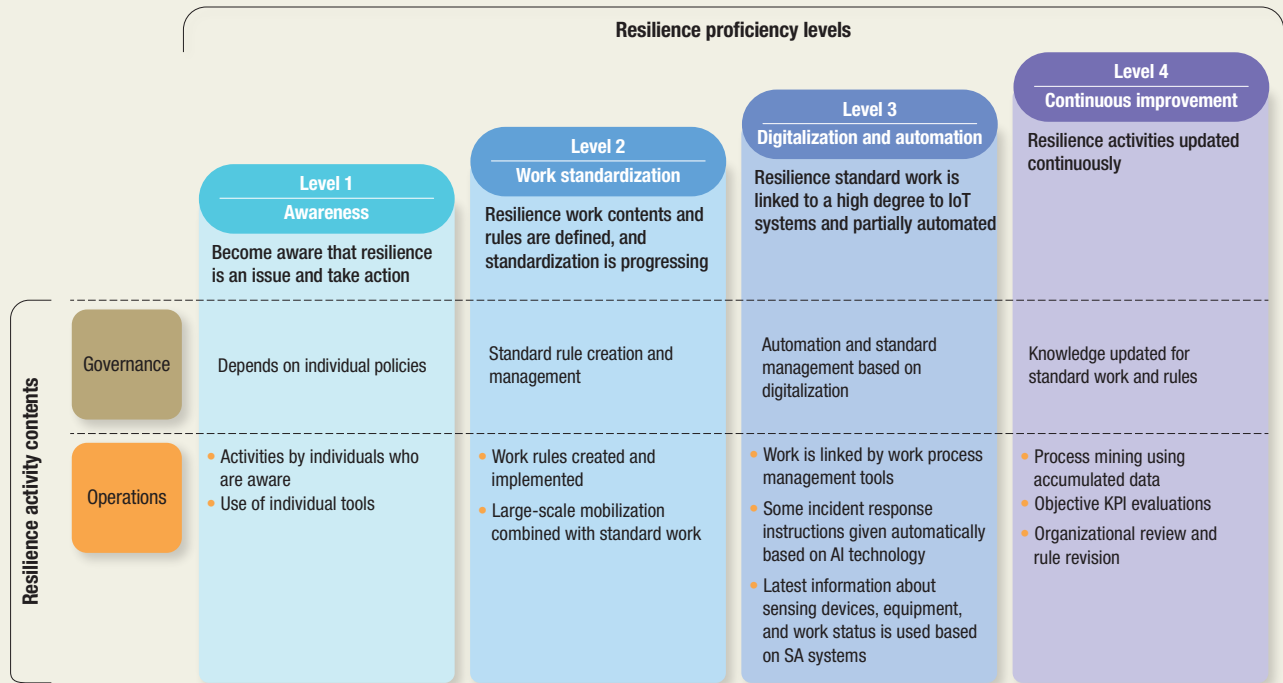 Resilience proficiency levels
Level 1
Awareness
Become aware that resilience
is an issue and take action
Level 2
Work standardization
Resilience work contents and
rules are defined, and
standardization is progressing
Level 3
Digitalization and automation
Resilience standard work is
linked to a high degree to IoT
systems and partially automated
Level 4
Continuous improvement
Resilience activities updated
continuously
Resilience activity contents
Governance
Depends on individual policies
Standard rule creation and
management
Automation and standard
management based on
digitalization
Knowledge updated for
standard work and rules
Operations
• Activities by individuals who
are aware
• Use of individual tools
• Work rules created and
implemented
• Large-scale mobilization
combined with standard work
• Work is linked by work process
management tools
• Some incident response
instructions given automatically
based on AI technology
• Latest information about
sensing devices, equipment,
and work status is used based
on SA systems
• Process mining using
accumulated data
• Objective KPI evaluations
• Organizational review and
rule revision